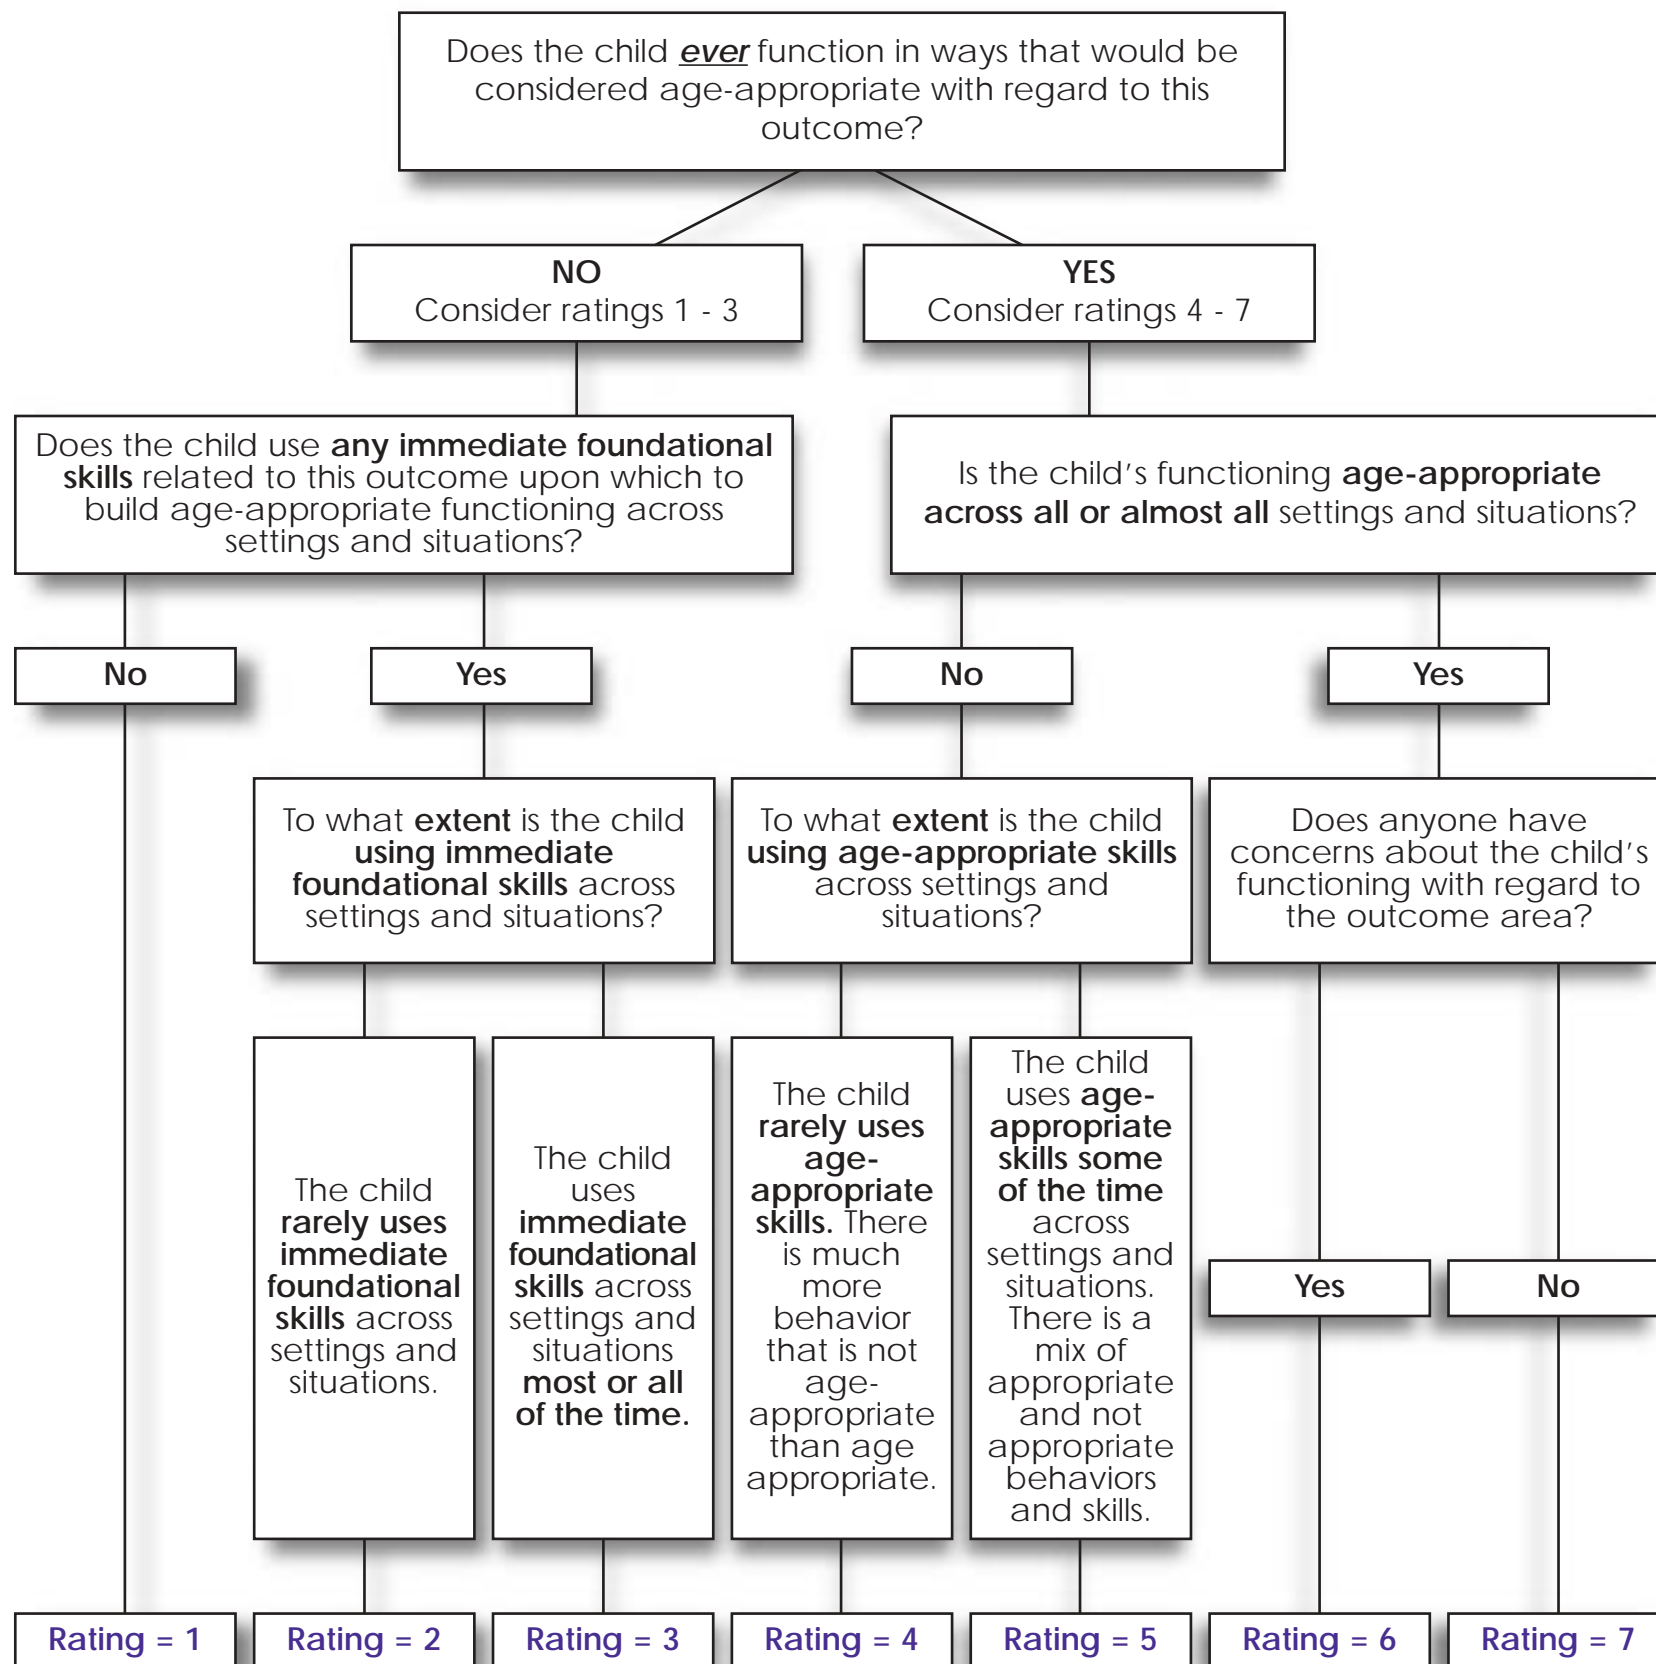 Does the child ever function in ways that would be
considered age-appropriate with regard to this
outcome?
NO
Consider ratings 1 - 3
YES
Consider ratings 4 - 7
Does the child use any immediate foundational
skills related to this outcome upon which to
build age-appropriate functioning across
settings and situations?
Is the child's functioning age-appropriate
across all or almost all settings and situations?
No
Yes
No
Yes
To what extent is the child
using immediate
foundational skills across
settings and situations?
To what extent is the child
using age-appropriate skills
across settings and
situations?
Does anyone have
concerns about the child's
functioning with regard to
the outcome area?
The child
rarely uses
immediate
foundational
skills across
settings and
situations.
The child
uses
immediate
foundational
skills across
settings and
situations
most or all
of the time.
The child
rarely uses
age-
appropriate
skills. There
is much
more
behavior
that is not
age-
appropriate
than age
appropriate.
The child
uses age-
appropriate
skills some
of the time
across
settings and
situations.
There is a
mix of
appropriate
and not
appropriate
behaviors
and skills.
Yes
No
Rating = 1
Rating = 2
Rating = 3
Rating = 4
Rating = 5
Rating = 6
Rating = 7